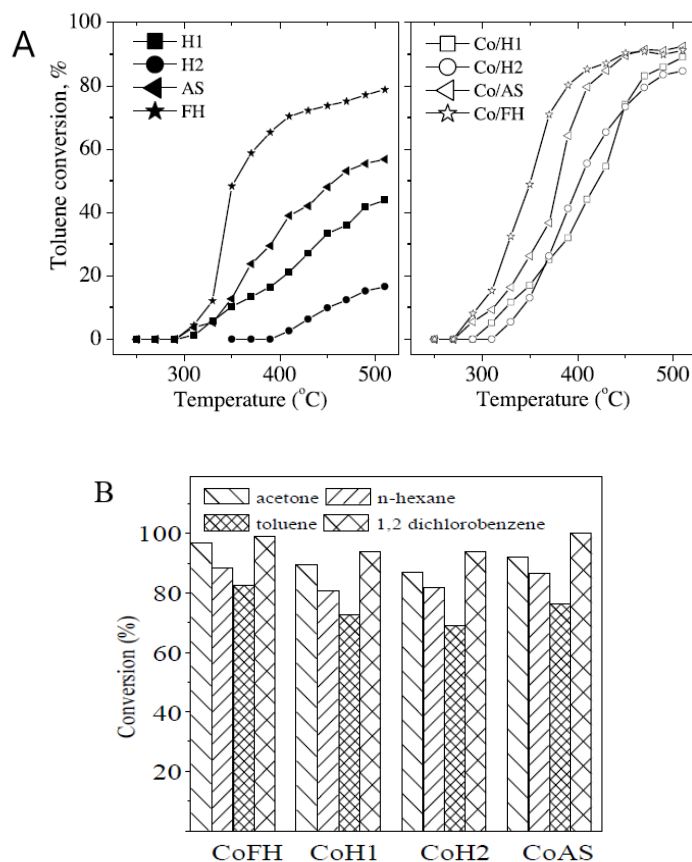 A
Toluene conversion, %
100
80
60
40
20
0
H1
H2
AS
FH
300
400
500
Temperature (°C)
Co/H1
Co/H2
Co/AS
Co/FH
300
400
500
Temperature (°C)
B
acetone
n-hexane
toluene
1,2 dichlorobenzene
Conversion (%)
100
80
60
40
20
CoFH
CoH1
CoH2
CoAS